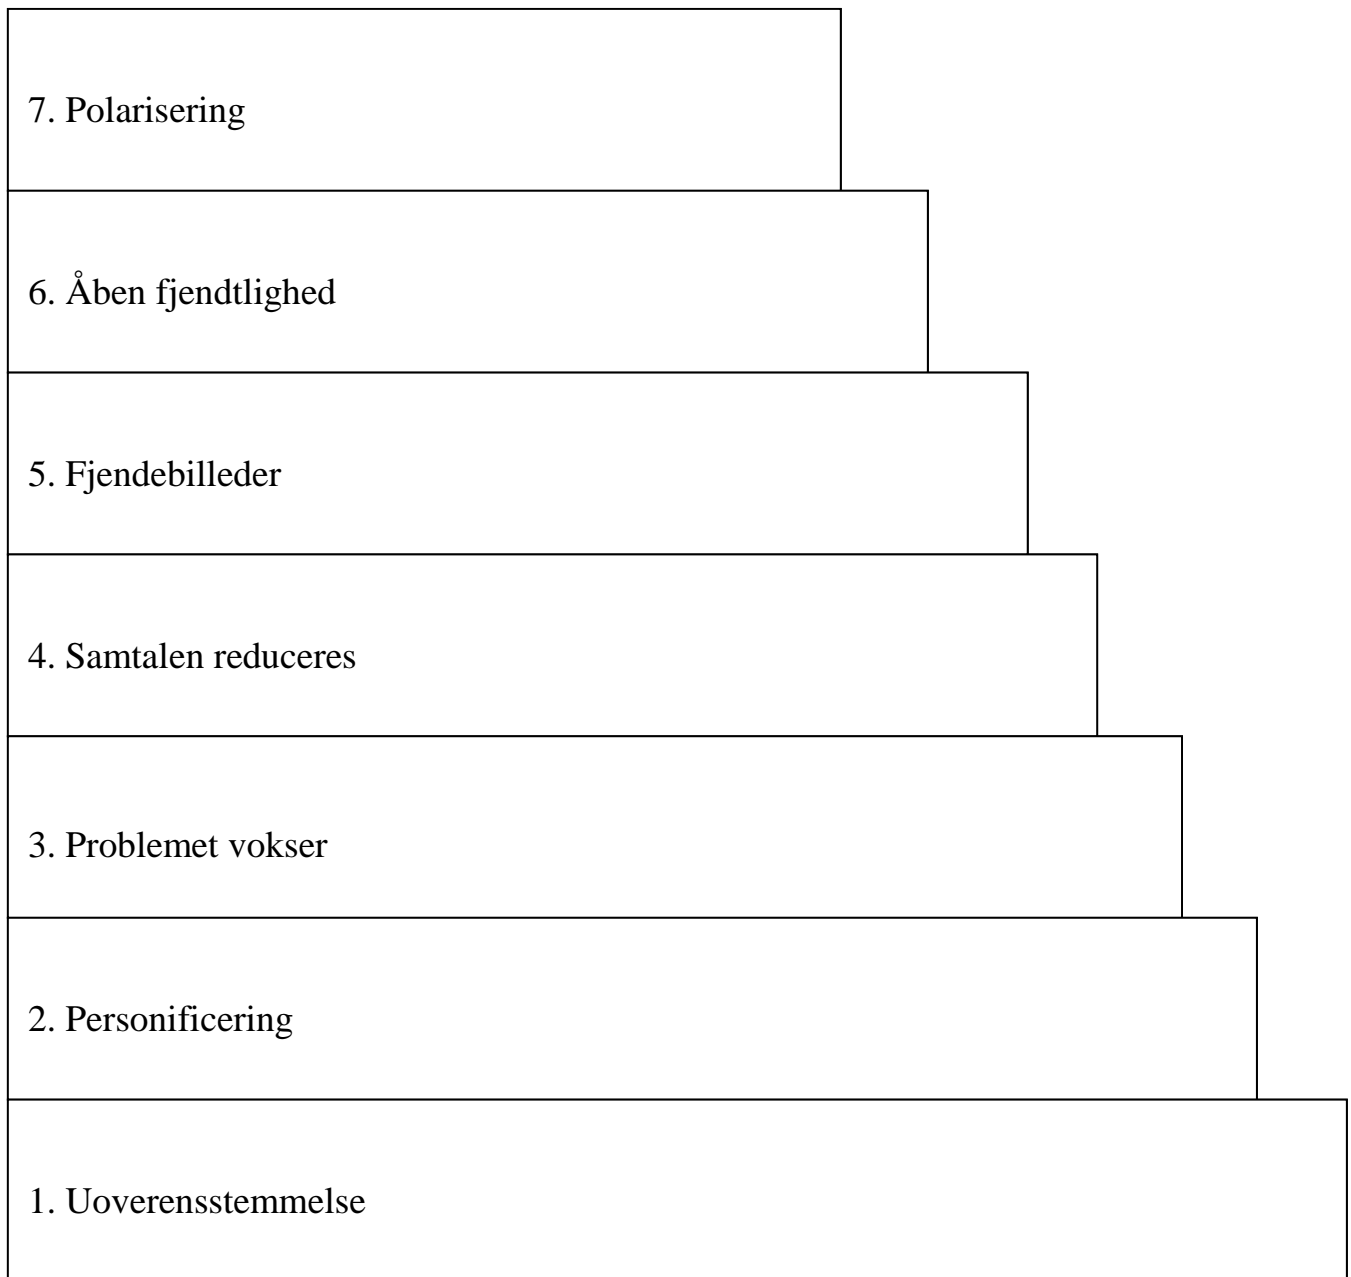 7. Polarisering
6. Åben fjendtlighed
5. Fjendebilleder
4. Samtalen reduceres
3. Problemet vokser
2. Personificering
1. Uoverensstemmelse